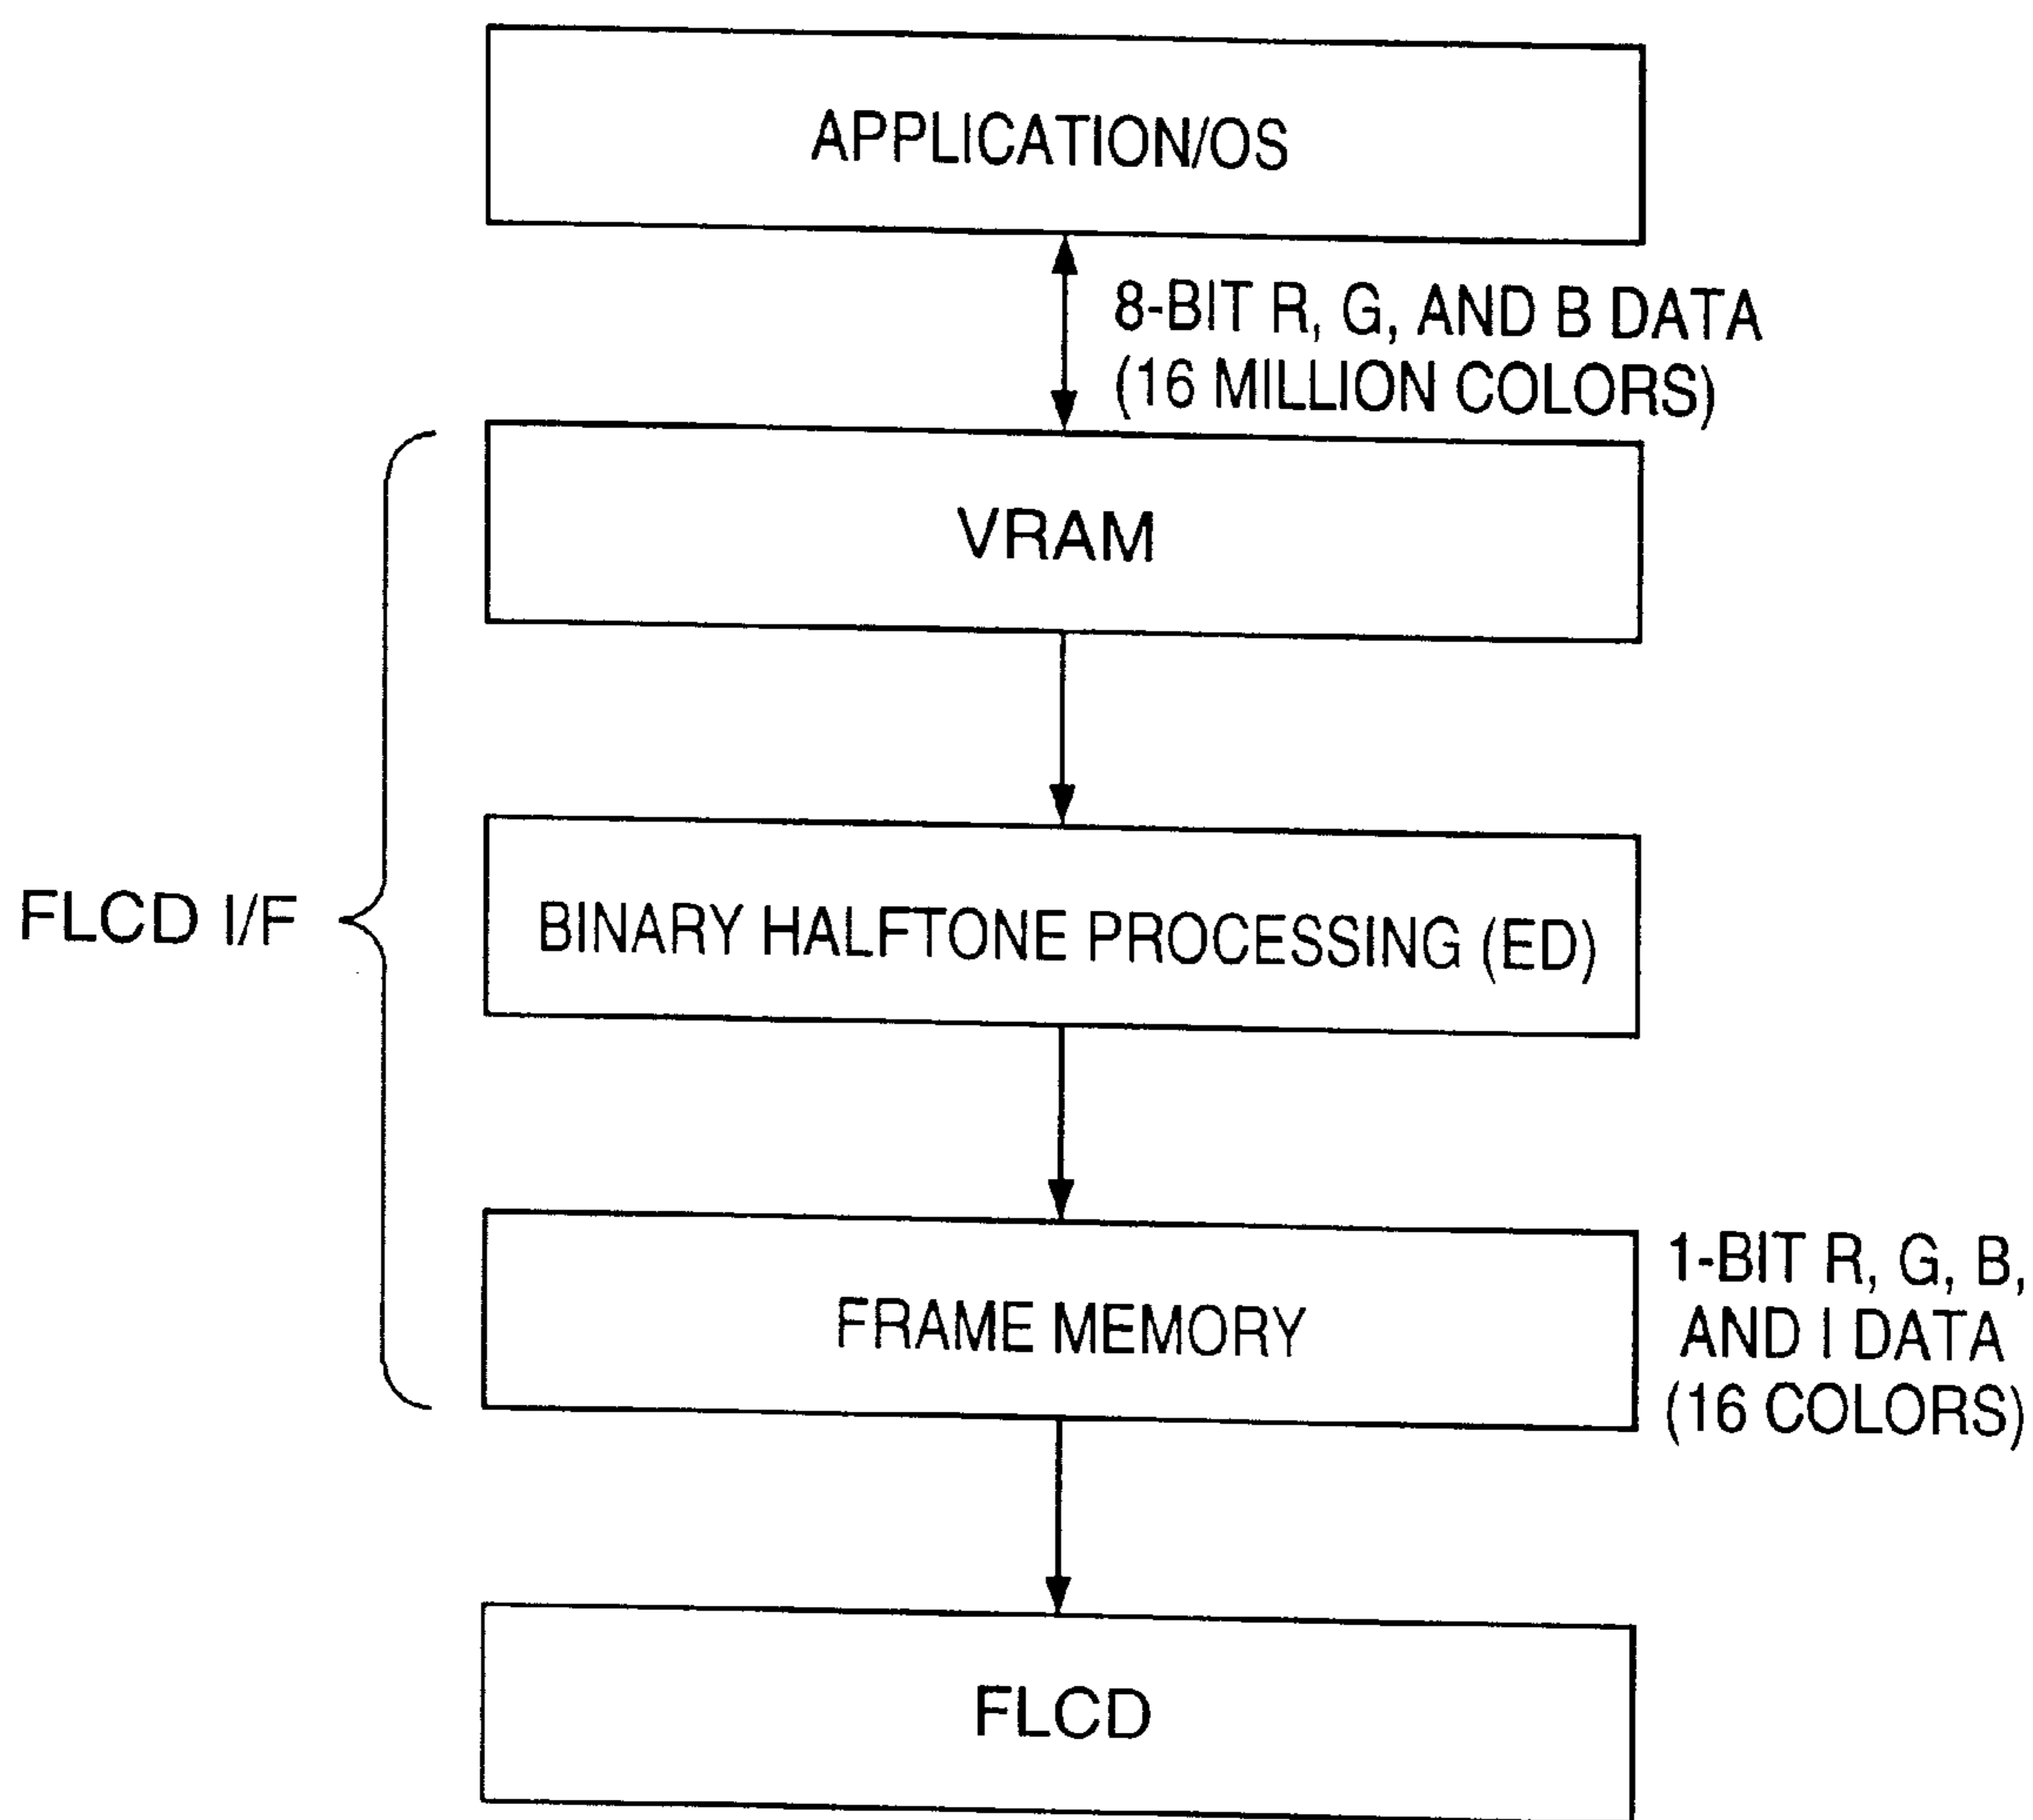 APPLICATION/OS
8-BIT R, G, AND B DATA
(16 MILLION COLORS)
VRAM
FLCD I/F
BINARY HALFTONE PROCESSING (ED)
FRAME MEMORY
1-BIT R, G, B,
AND I DATA
(16 COLORS)
FLCD